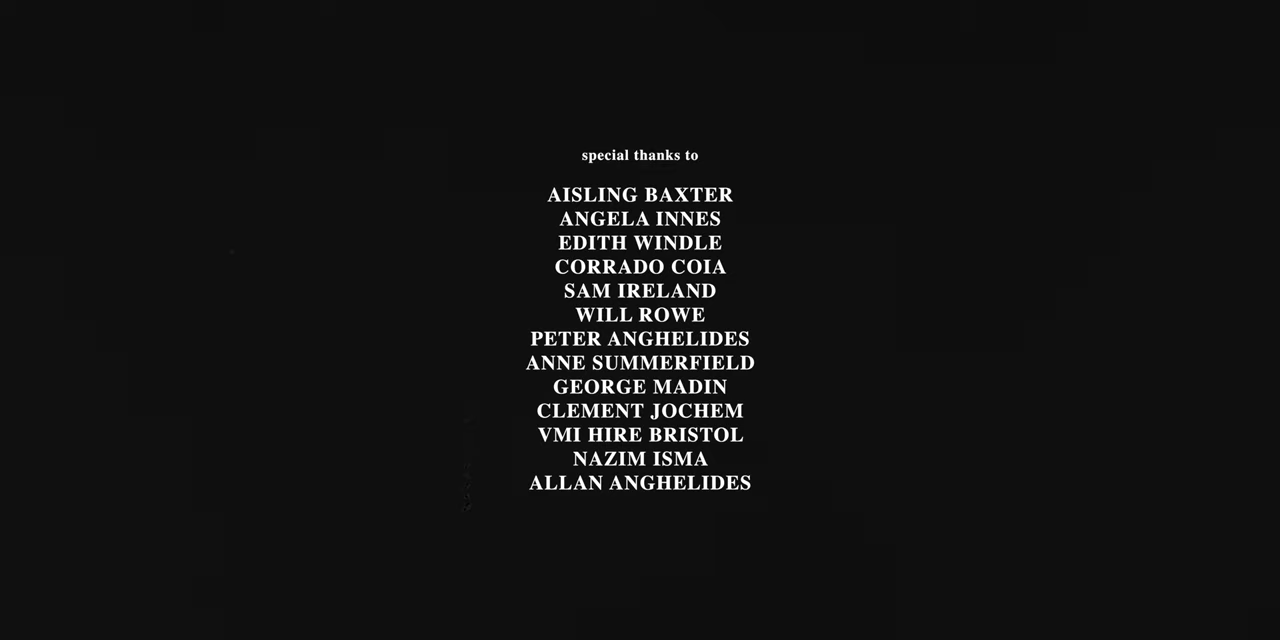 special thanks to
AISLING BAXTER
ANGELA INNES
EDITH WINDLE
CORRADO COIA
SAM IRELAND
WILL ROWE
PETER ANGHELIDES
ANNE SUMMERFIELD
GEORGE MADIN
CLEMENT JOCHEM
VMI HIRE BRISTOL
NAZIM ISMA
ALLAN ANGHELIDES